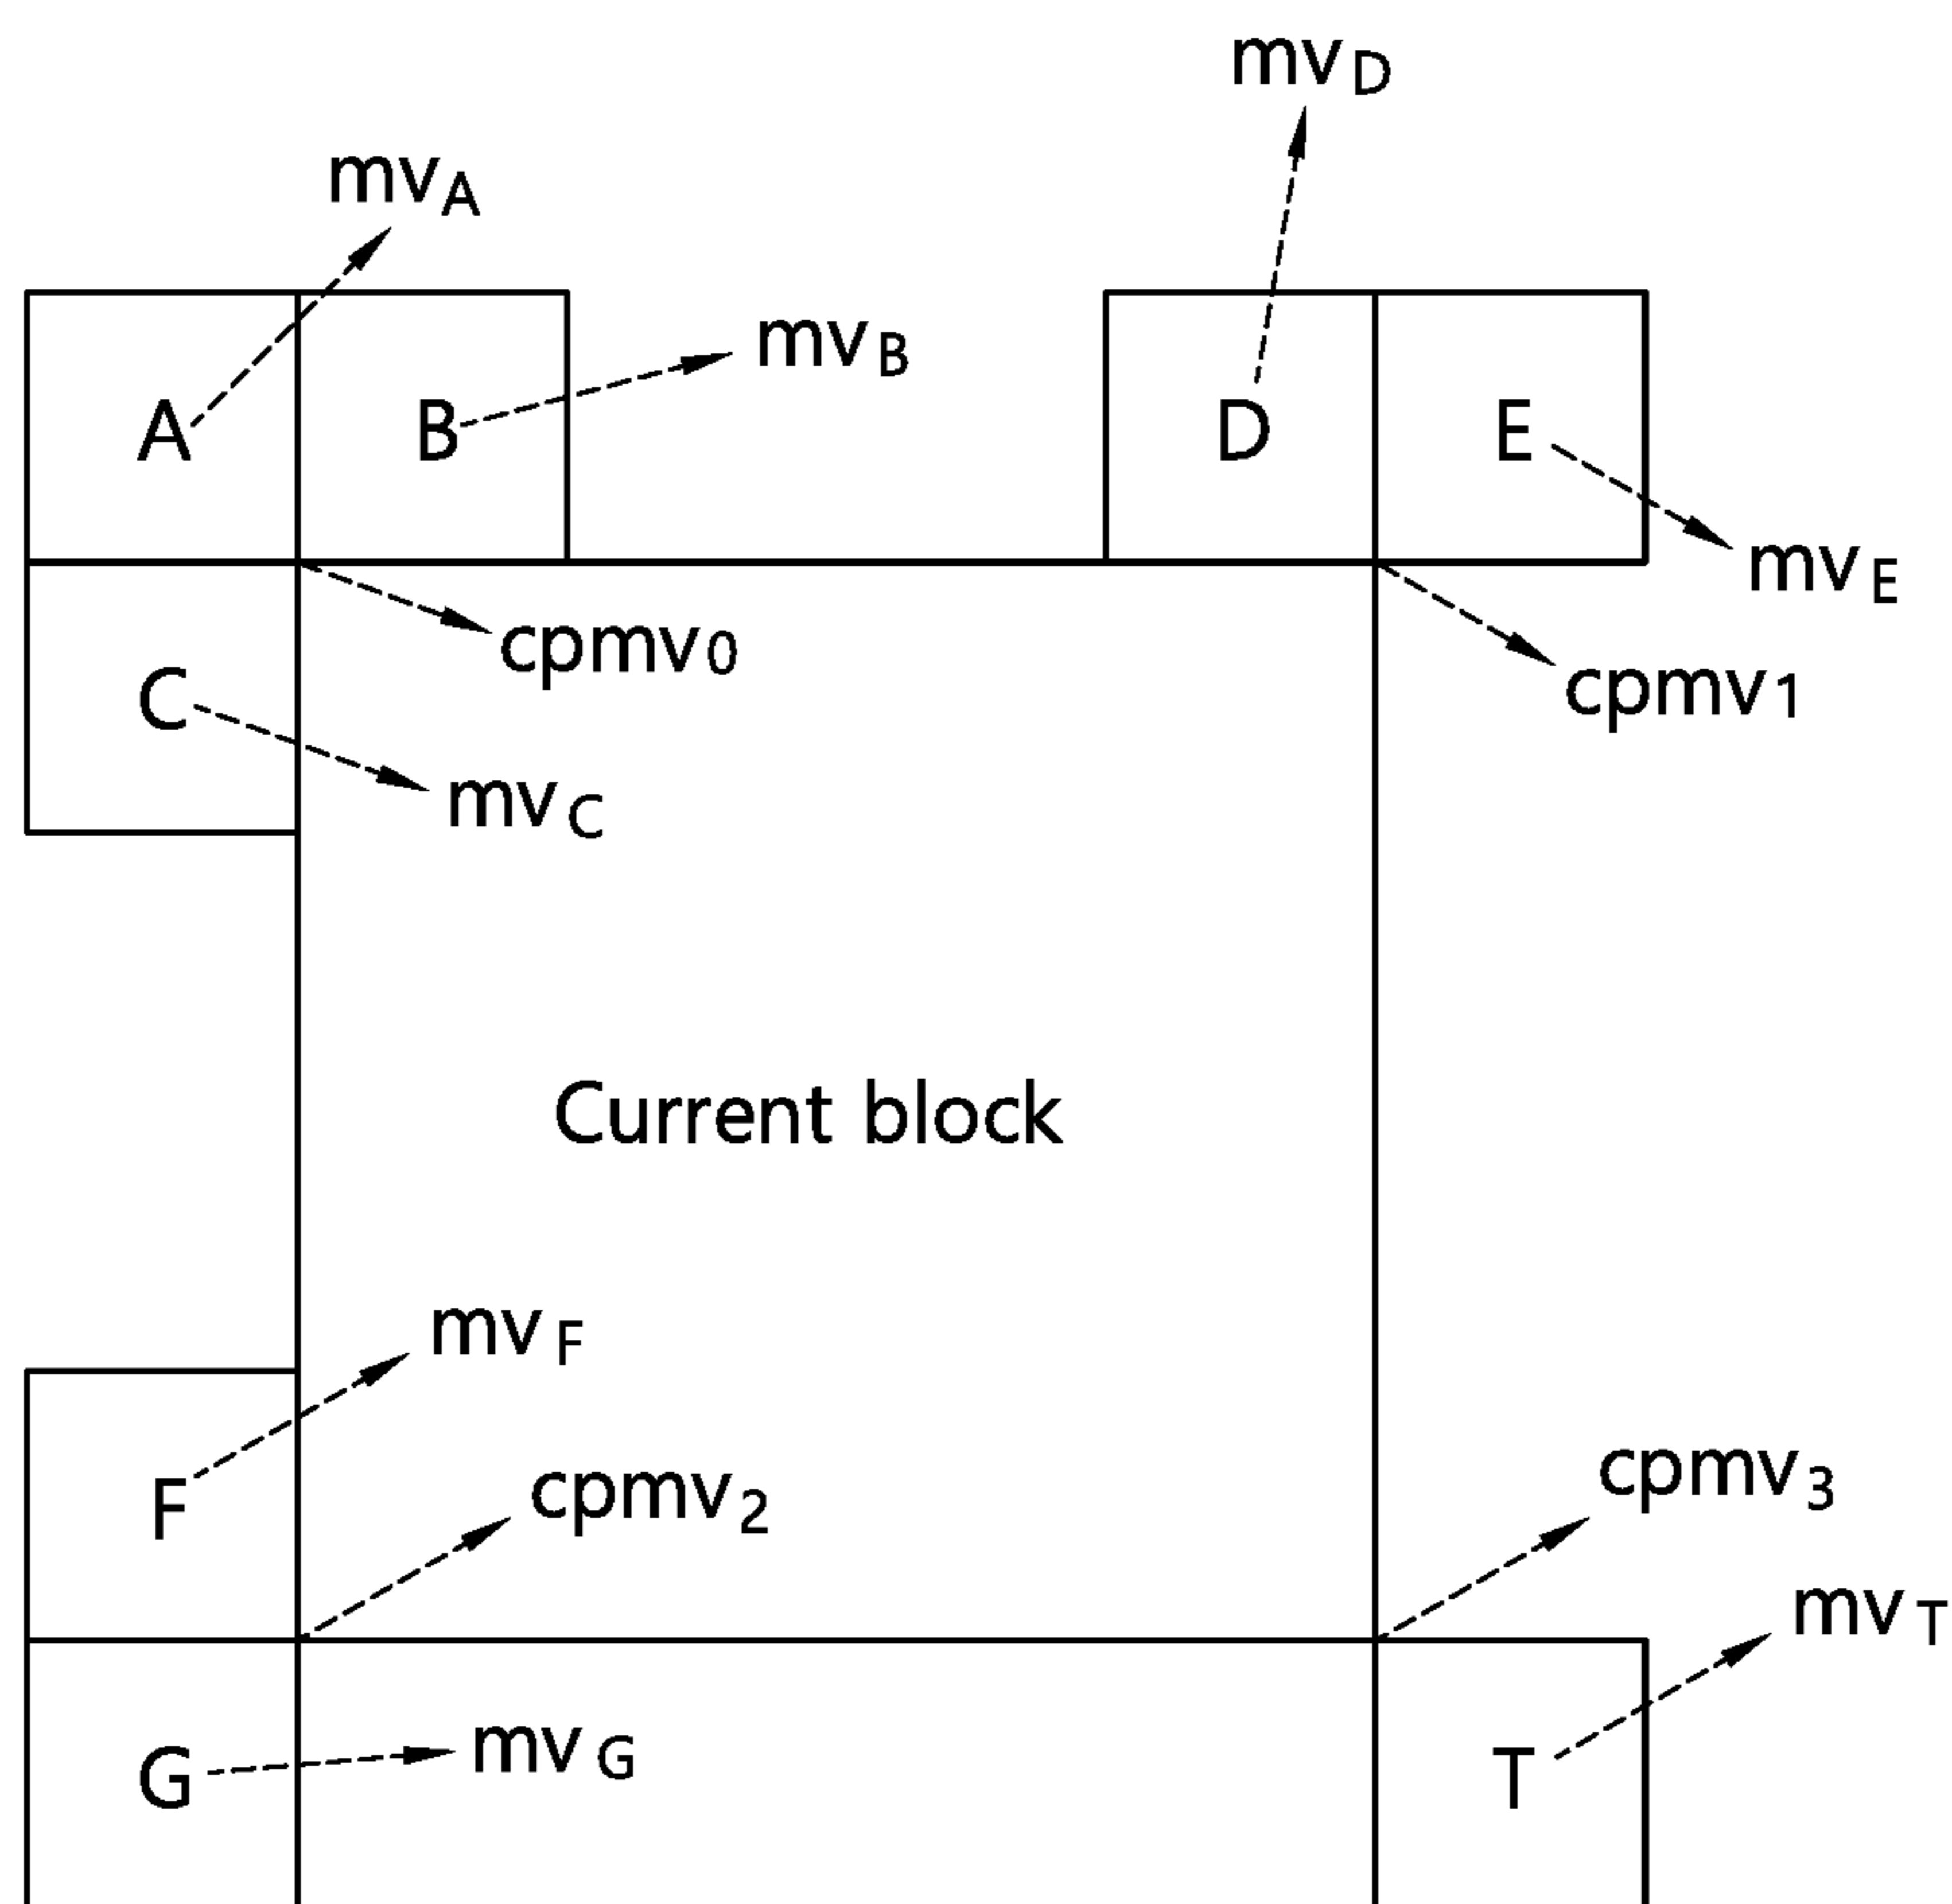 mvD
mvA
mvB
A
B
D
E
mvE
cpmv0
cpmv1
C
mvC
Current block
mvF
F
cpmv2
cpmv3
mvT
G
mvG
T